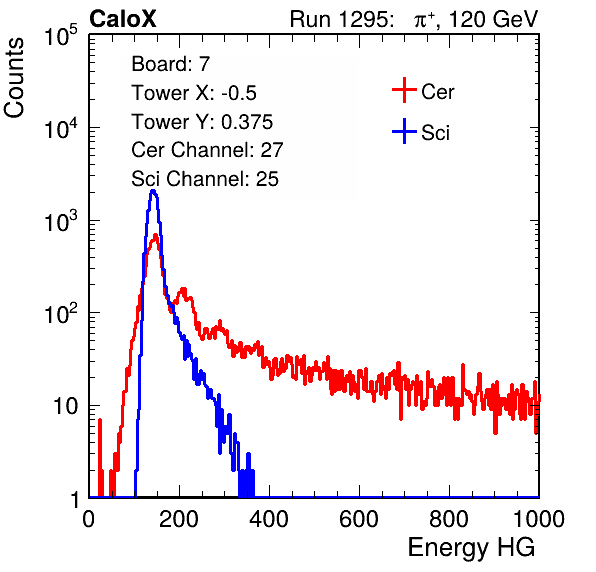 CaloX Run 1295: π⁺, 120 GeV
Counts
10⁵
10⁴
10³
10²
10
1
Board: 7
Tower X: -0.5
Tower Y: 0.375
Cer Channel: 27
Sci Channel: 25
Cer
Sci
0 200 400 600 800 1000
Energy HG